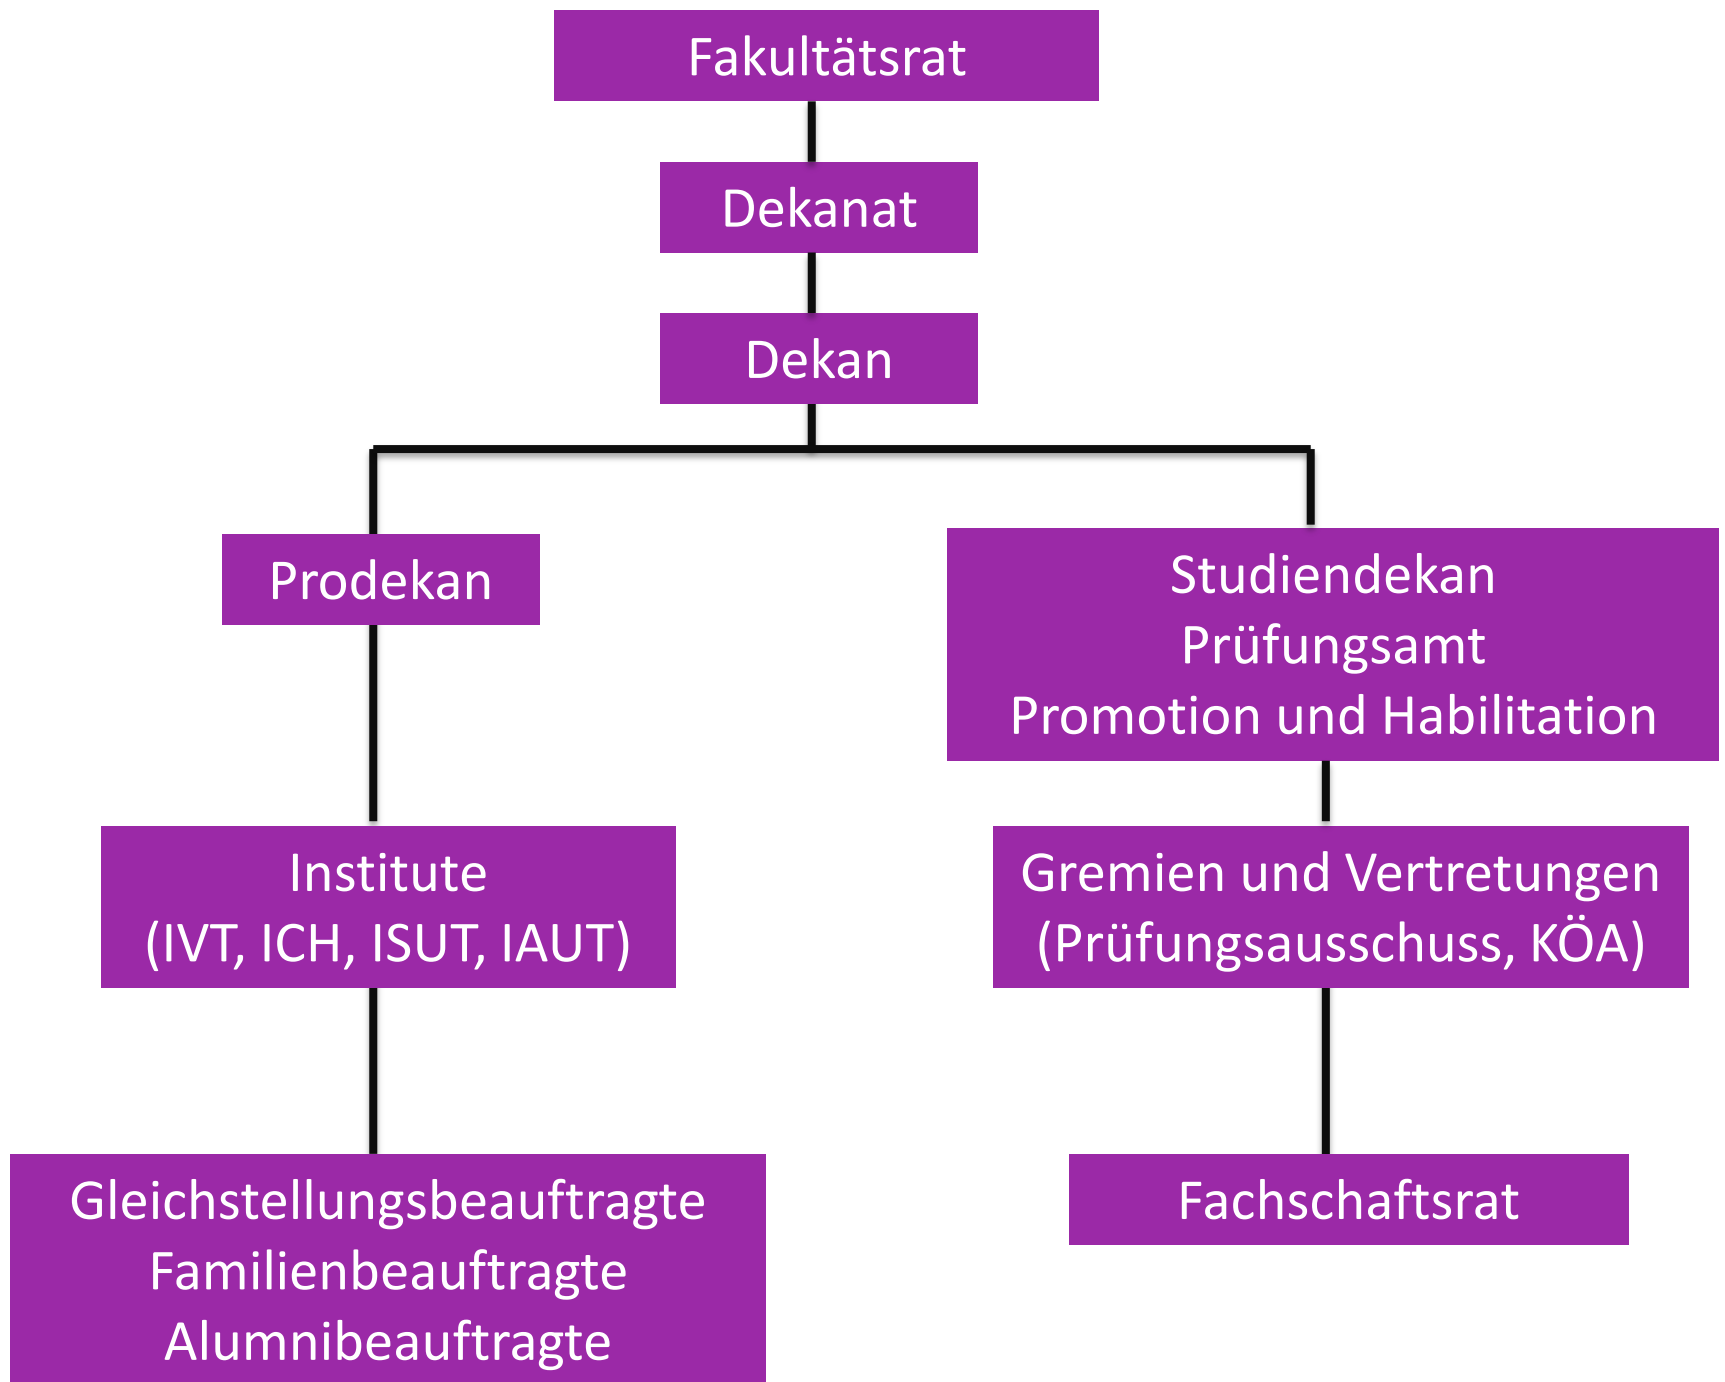 Fakultätsrat
Dekanat
Dekan
Prodekan
Studiendekan
Prüfungsamt
Promotion und Habilitation
Institute
(IVT, ICH, ISUT, IAUT)
Gremien und Vertretungen
(Prüfungsausschuss, KÖA)
Gleichstellungsbeauftragte
Familienbeauftragte
Alumnibeauftragte
Fachschaftsrat